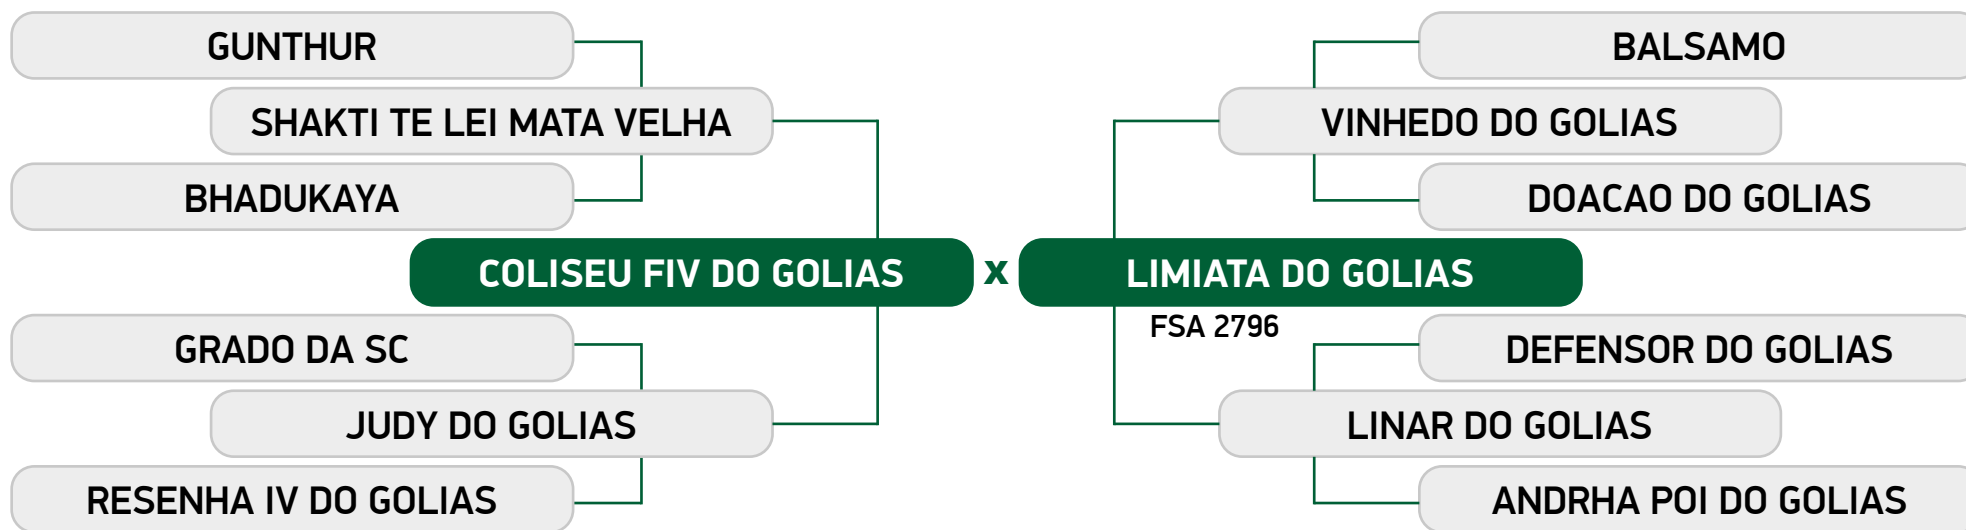 GUNTHUR
SHAKTI TE LEI MATA VELHA
BHADUKAYA
COLISEU FIV DO GOLIAS
GRADO DA SC
JUDY DO GOLIAS
RESENHA IV DO GOLIAS
x
BALSAMO
VINHEDO DO GOLIAS
DOACAO DO GOLIAS
LIMIATA DO GOLIAS
FSA 2796
DEFENSOR DO GOLIAS
LINAR DO GOLIAS
ANDRHA POI DO GOLIAS